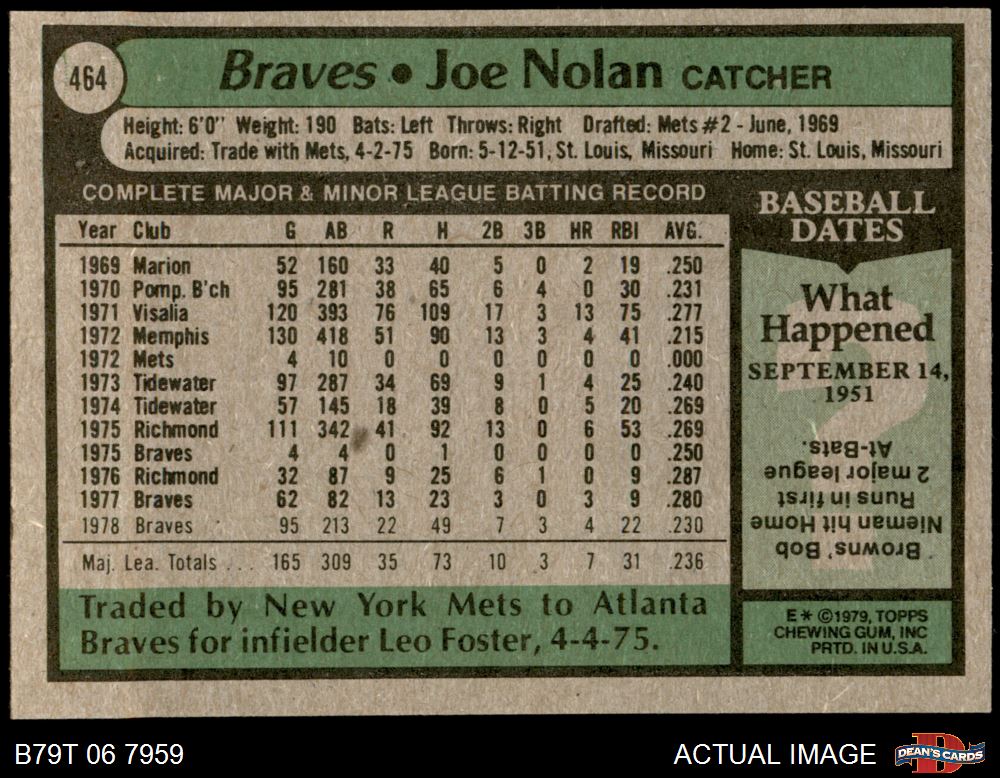 464
Braves • Joe Nolan CATCHER
Height: 6'0" Weight: 190 Bats: Left Throws: Right Drafted: Mets #2 - June, 1969
Acquired: Trade with Mets, 4-2-75 Born: 5-12-51, St. Louis, Missouri Home: St. Louis, Missouri
COMPLETE MAJOR & MINOR LEAGUE BATTING RECORD
Year Club G AB R H 2B 3B HR RBI AVG.
1969 Marion 52 160 33 40 5 0 2 19 .250
1970 Pomp. B'ch 95 281 38 65 6 4 0 30 .231
1971 Visalia 120 393 76 109 17 3 13 75 .277
1972 Memphis 130 418 51 90 13 3 4 41 .215
1972 Mets 4 10 0 0 0 0 0 0 .000
1973 Tidewater 97 287 34 69 9 1 4 25 .240
1974 Tidewater 57 145 18 39 8 0 5 20 .269
1975 Richmond 111 342 41 92 13 0 6 53 .269
1975 Braves 4 4 0 1 0 0 0 0 .250
1976 Richmond 32 87 9 25 6 1 0 9 .287
1977 Braves 62 82 13 23 3 0 3 9 .280
1978 Braves 95 213 22 49 7 3 4 22 .230
Maj. Lea. Totals . . . 165 309 35 73 10 3 7 31 .236
Traded by New York Mets to Atlanta
Braves for infielder Leo Foster, 4-4-75.
BASEBALL
DATES
What
Happened
SEPTEMBER 14,
1951
Browns' Bob
Nieman hit Home
Runs in first
2 major league
At-Bats.
E* ©1979, TOPPS
CHEWING GUM, INC
PRTD. IN U.S.A.
B79T 06 7959
ACTUAL IMAGE
DEAN'S CARDS